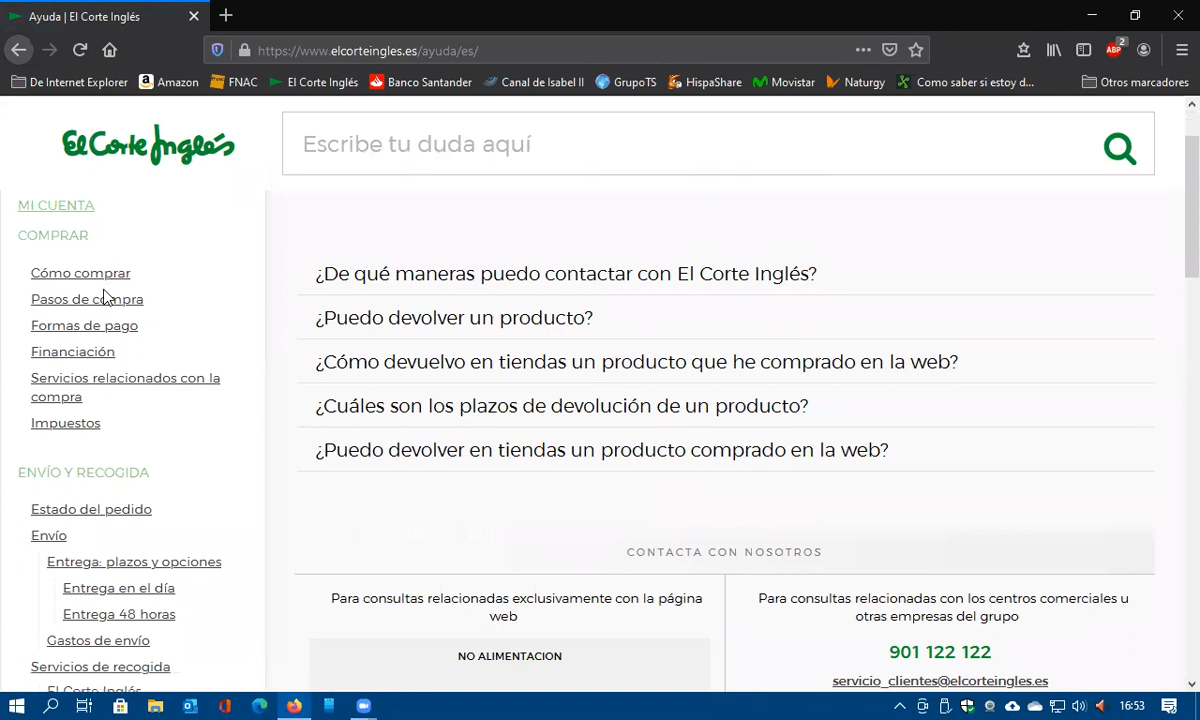 Ayuda | El Corte Inglés
https://www.elcorteingles.es/ayuda/es/
ABP
2
De Internet Explorer
Amazon
FNAC
El Corte Inglés
Banco Santander
Canal de Isabel II
GrupoTS
HispaShare
Movistar
Naturgy
Como saber si estoy d...
Otros marcadores
El Corte Inglés
Escribe tu duda aquí
MI CUENTA
COMPRAR
Cómo comprar
Pasos de compra
Formas de pago
Financiación
Servicios relacionados con la
compra
Impuestos
ENVÍO Y RECOGIDA
Estado del pedido
Envío
Entrega: plazos y opciones
Entrega en el día
Entrega 48 horas
Gastos de envío
Servicios de recogida
El Corte Inglés
¿De qué maneras puedo contactar con El Corte Inglés?
¿Puedo devolver un producto?
¿Cómo devuelvo en tiendas un producto que he comprado en la web?
¿Cuáles son los plazos de devolución de un producto?
¿Puedo devolver en tiendas un producto comprado en la web?
CONTACTA CON NOSOTROS
Para consultas relacionadas exclusivamente con la página
web
NO ALIMENTACION
Para consultas relacionadas con los centros comerciales u
otras empresas del grupo
901 122 122
servicio_clientes@elcorteingles.es
16:53